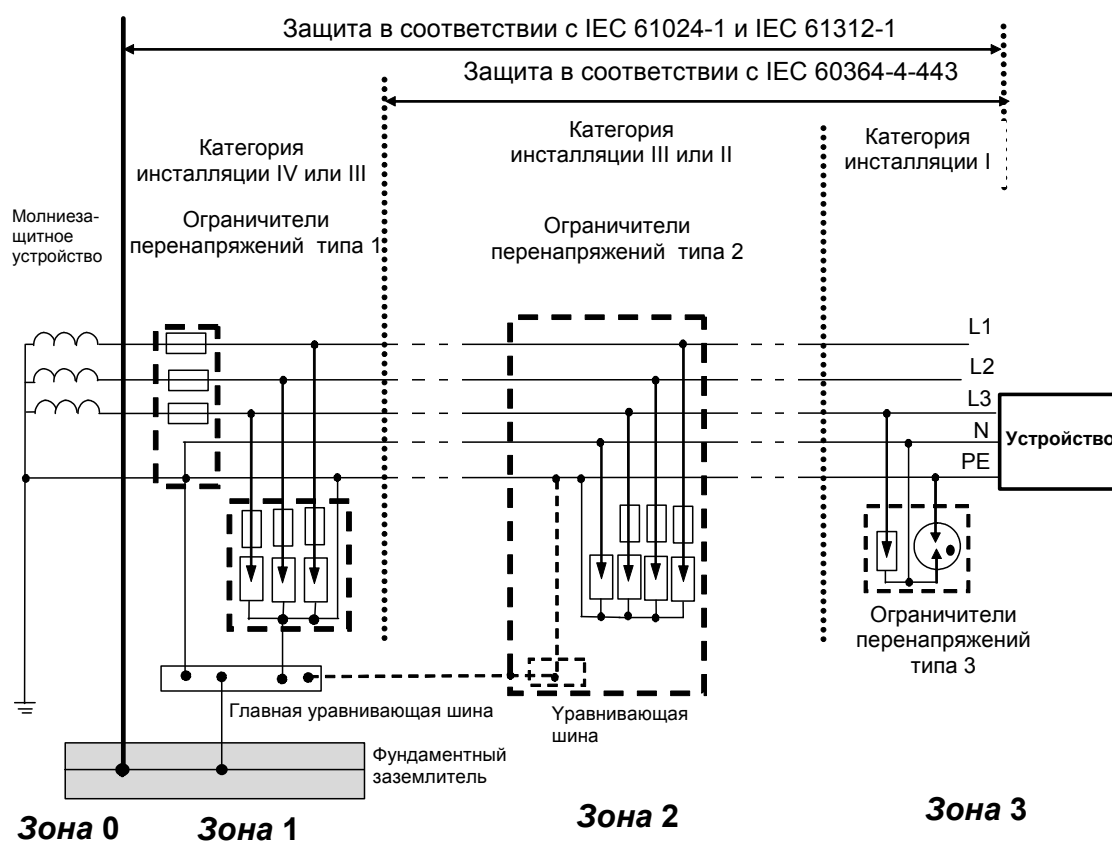 Защита в соответствии с IEC 61024-1 и IEC 61312-1
Защита в соответствии с IEC 60364-4-443
Категория
инсталляции IV или III
Категория
инсталляции III или II
Категория
инсталляции I
Молниеза-
щитное
устройство
Ограничители
перенапряжений типа 1
Ограничители
перенапряжений типа 2
L1
L2
L3
N
PE
Устройство
Ограничители
перенапряжений
типа 3
Главная уравнивающая шина
Уравнивающая
шина
Фундаментный
заземлитель
Зона 0
Зона 1
Зона 2
Зона 3